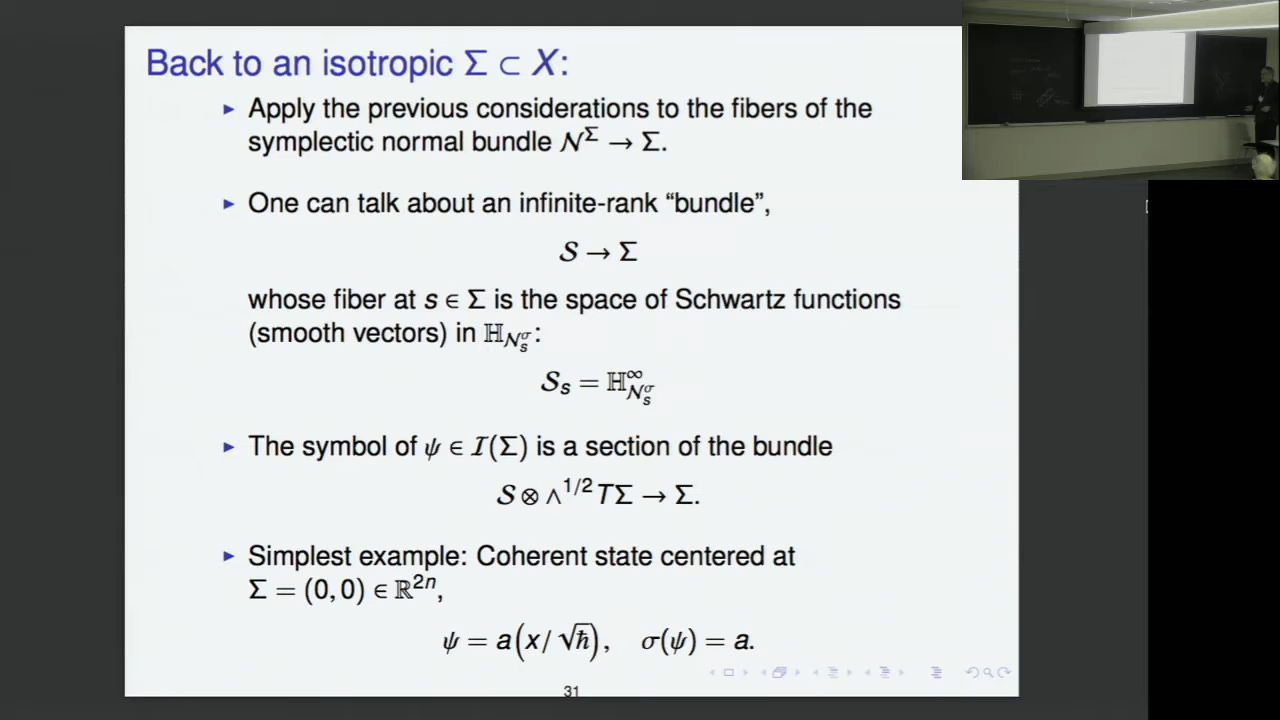 Back to an isotropic Σ ⊂ X:
▸ Apply the previous considerations to the fibers of the
symplectic normal bundle 𝒩^Σ → Σ.
▸ One can talk about an infinite-rank “bundle”,
𝒮 → Σ
whose fiber at s ∈ Σ is the space of Schwartz functions
(smooth vectors) in ℍ_{𝒩_s^σ}:
𝒮_s = ℍ^∞_{𝒩_s^σ}
▸ The symbol of ψ ∈ ℐ(Σ) is a section of the bundle
𝒮 ⊗ ∧^{1/2} TΣ → Σ.
▸ Simplest example: Coherent state centered at
Σ = (0, 0) ∈ ℝ^{2n},
ψ = a(x/√ħ), σ(ψ) = a.
31